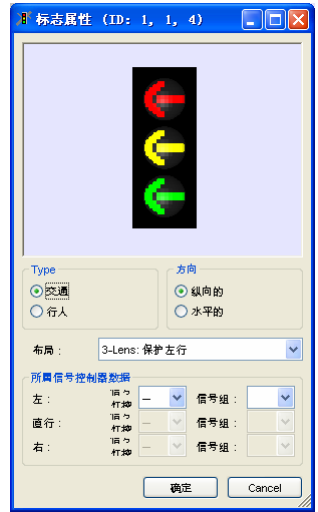 标志属性 (ID: 1, 1, 4)
Type
交通
行人
方向
纵向的
水平的
布局 :
3-Lens: 保护左行
所属信号控制器数据
左 :
信号组 :
直行 :
信号组 :
右 :
信号组 :
确定
Cancel